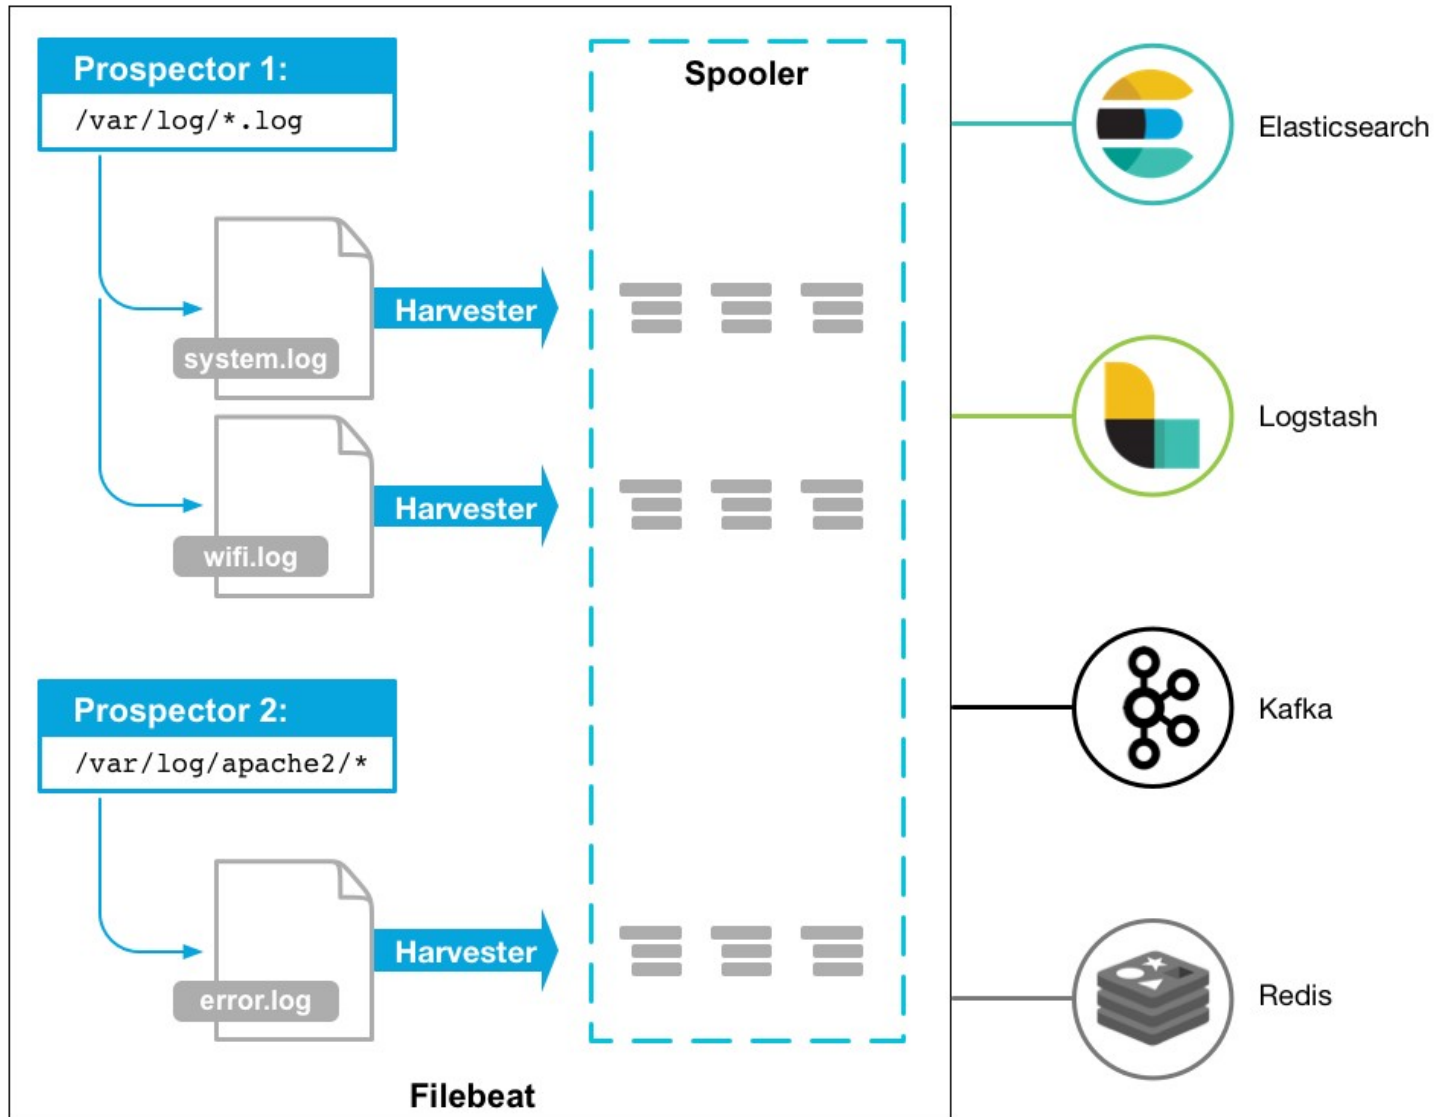 Prospector 1:
/var/log/*.log
Spooler
system.log
Harvester
wifi.log
Harvester
Prospector 2:
/var/log/apache2/*
error.log
Harvester
Filebeat
Elasticsearch
Logstash
Kafka
Redis